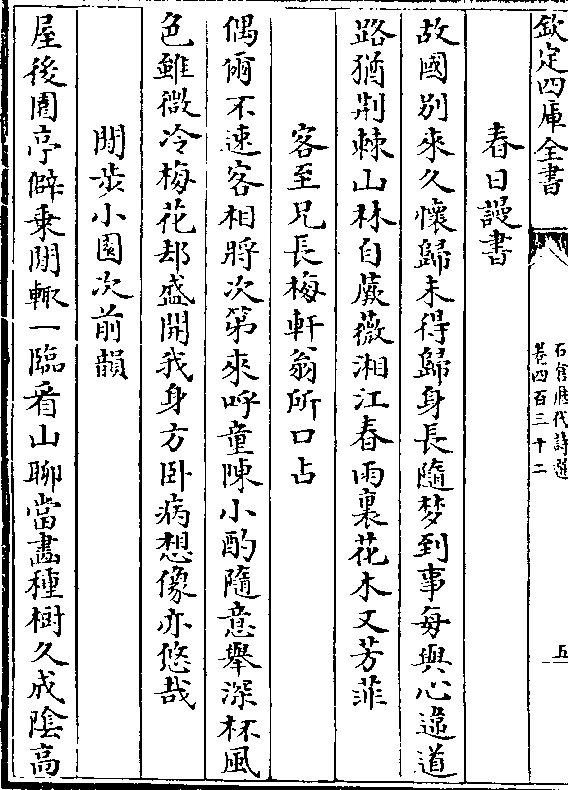 欽定四庫全書
石倉歷代詩選
卷四百三十二
五
春日謾書
故國别來久懷歸未得歸身長隨梦到事每與心違道
路猶荆棘山林自蕨薇湘江春雨裏花木又芳菲
客至兄長梅軒翁所口占
偶爾不速客相將次第來呼童陳小酌隨意舉深杯風
色雖微冷梅花却盛開我身方卧病想像亦悠哉
閒步小園次前韻
屋後園亭僻乗閒輙一臨看山聊當畫種樹久成陰高